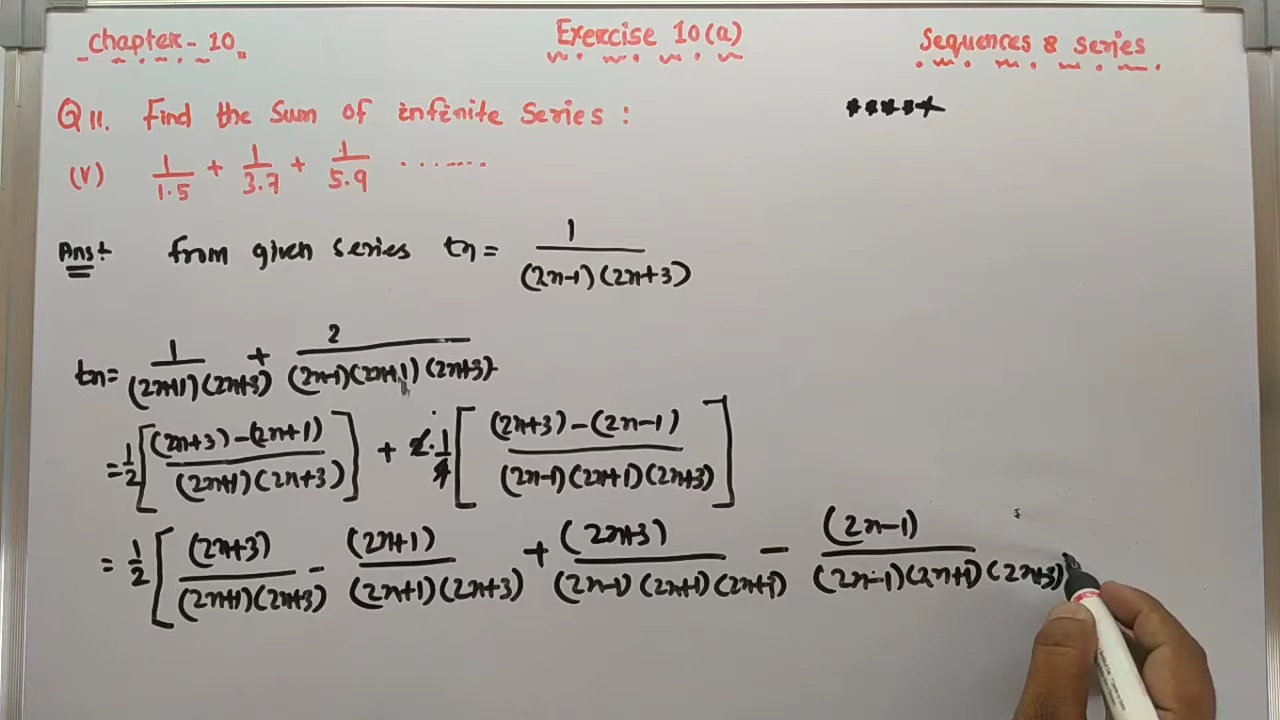 Chapter-10. Exercise 10(a) Sequences & Series
Q11. Find the Sum of infinite Series : *****
(V) 1/1.5 + 1/3.7 + 1/5.9 .......
Ans: from given series tn = 1/(2n-1)(2n+3)
tn = 1/(2n+1)(2n+3) + 2/(2n-1)(2n+1)(2n+3)
= 1/2 [(2n+3)-(2n+1)/(2n+1)(2n+3)] + 2·1/4 [(2n+3)-(2n-1)/(2n-1)(2n+1)(2n+3)]
= 1/2 [(2n+3)/(2n+1)(2n+3) - (2n+1)/(2n+1)(2n+3) + (2n+3)/(2n-1)(2n+1)(2n+1) - (2n-1)/(2n-1)(2n+1)(2n+3)